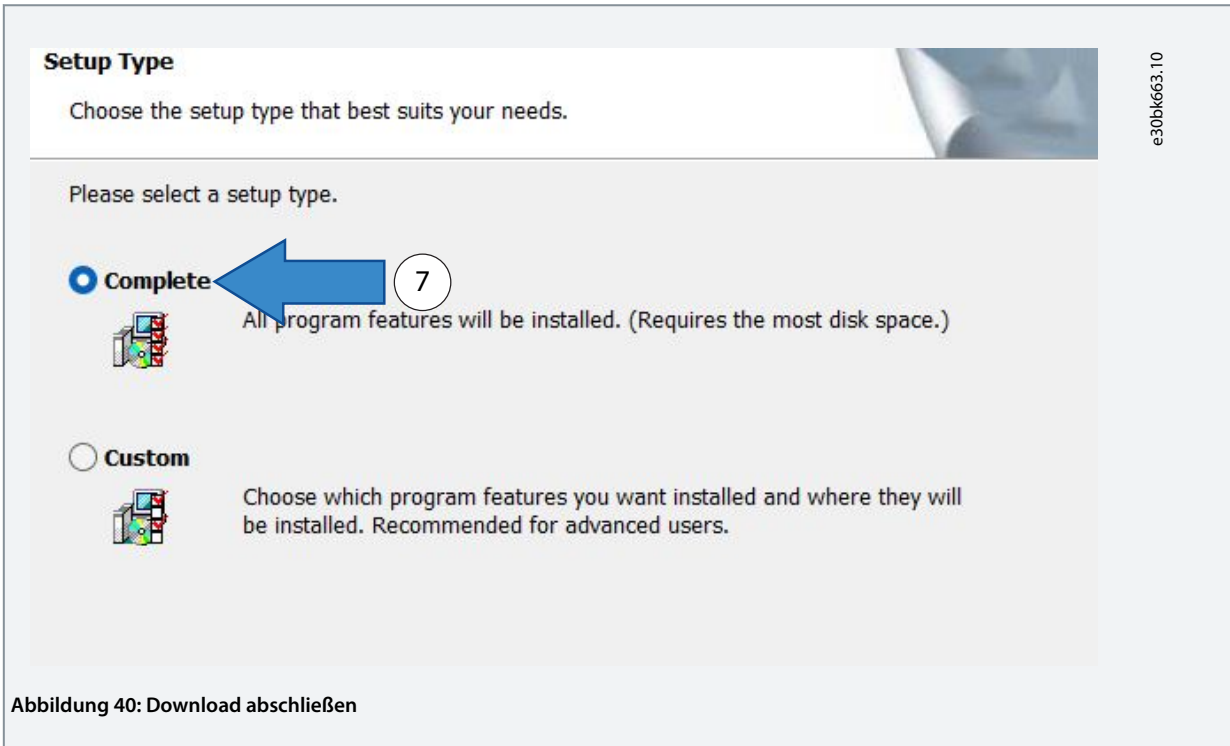 Setup Type
Choose the setup type that best suits your needs.
e30bk663.10
Please select a setup type.
Complete
7
All program features will be installed. (Requires the most disk space.)
Custom
Choose which program features you want installed and where they will
be installed. Recommended for advanced users.
Abbildung 40: Download abschließen